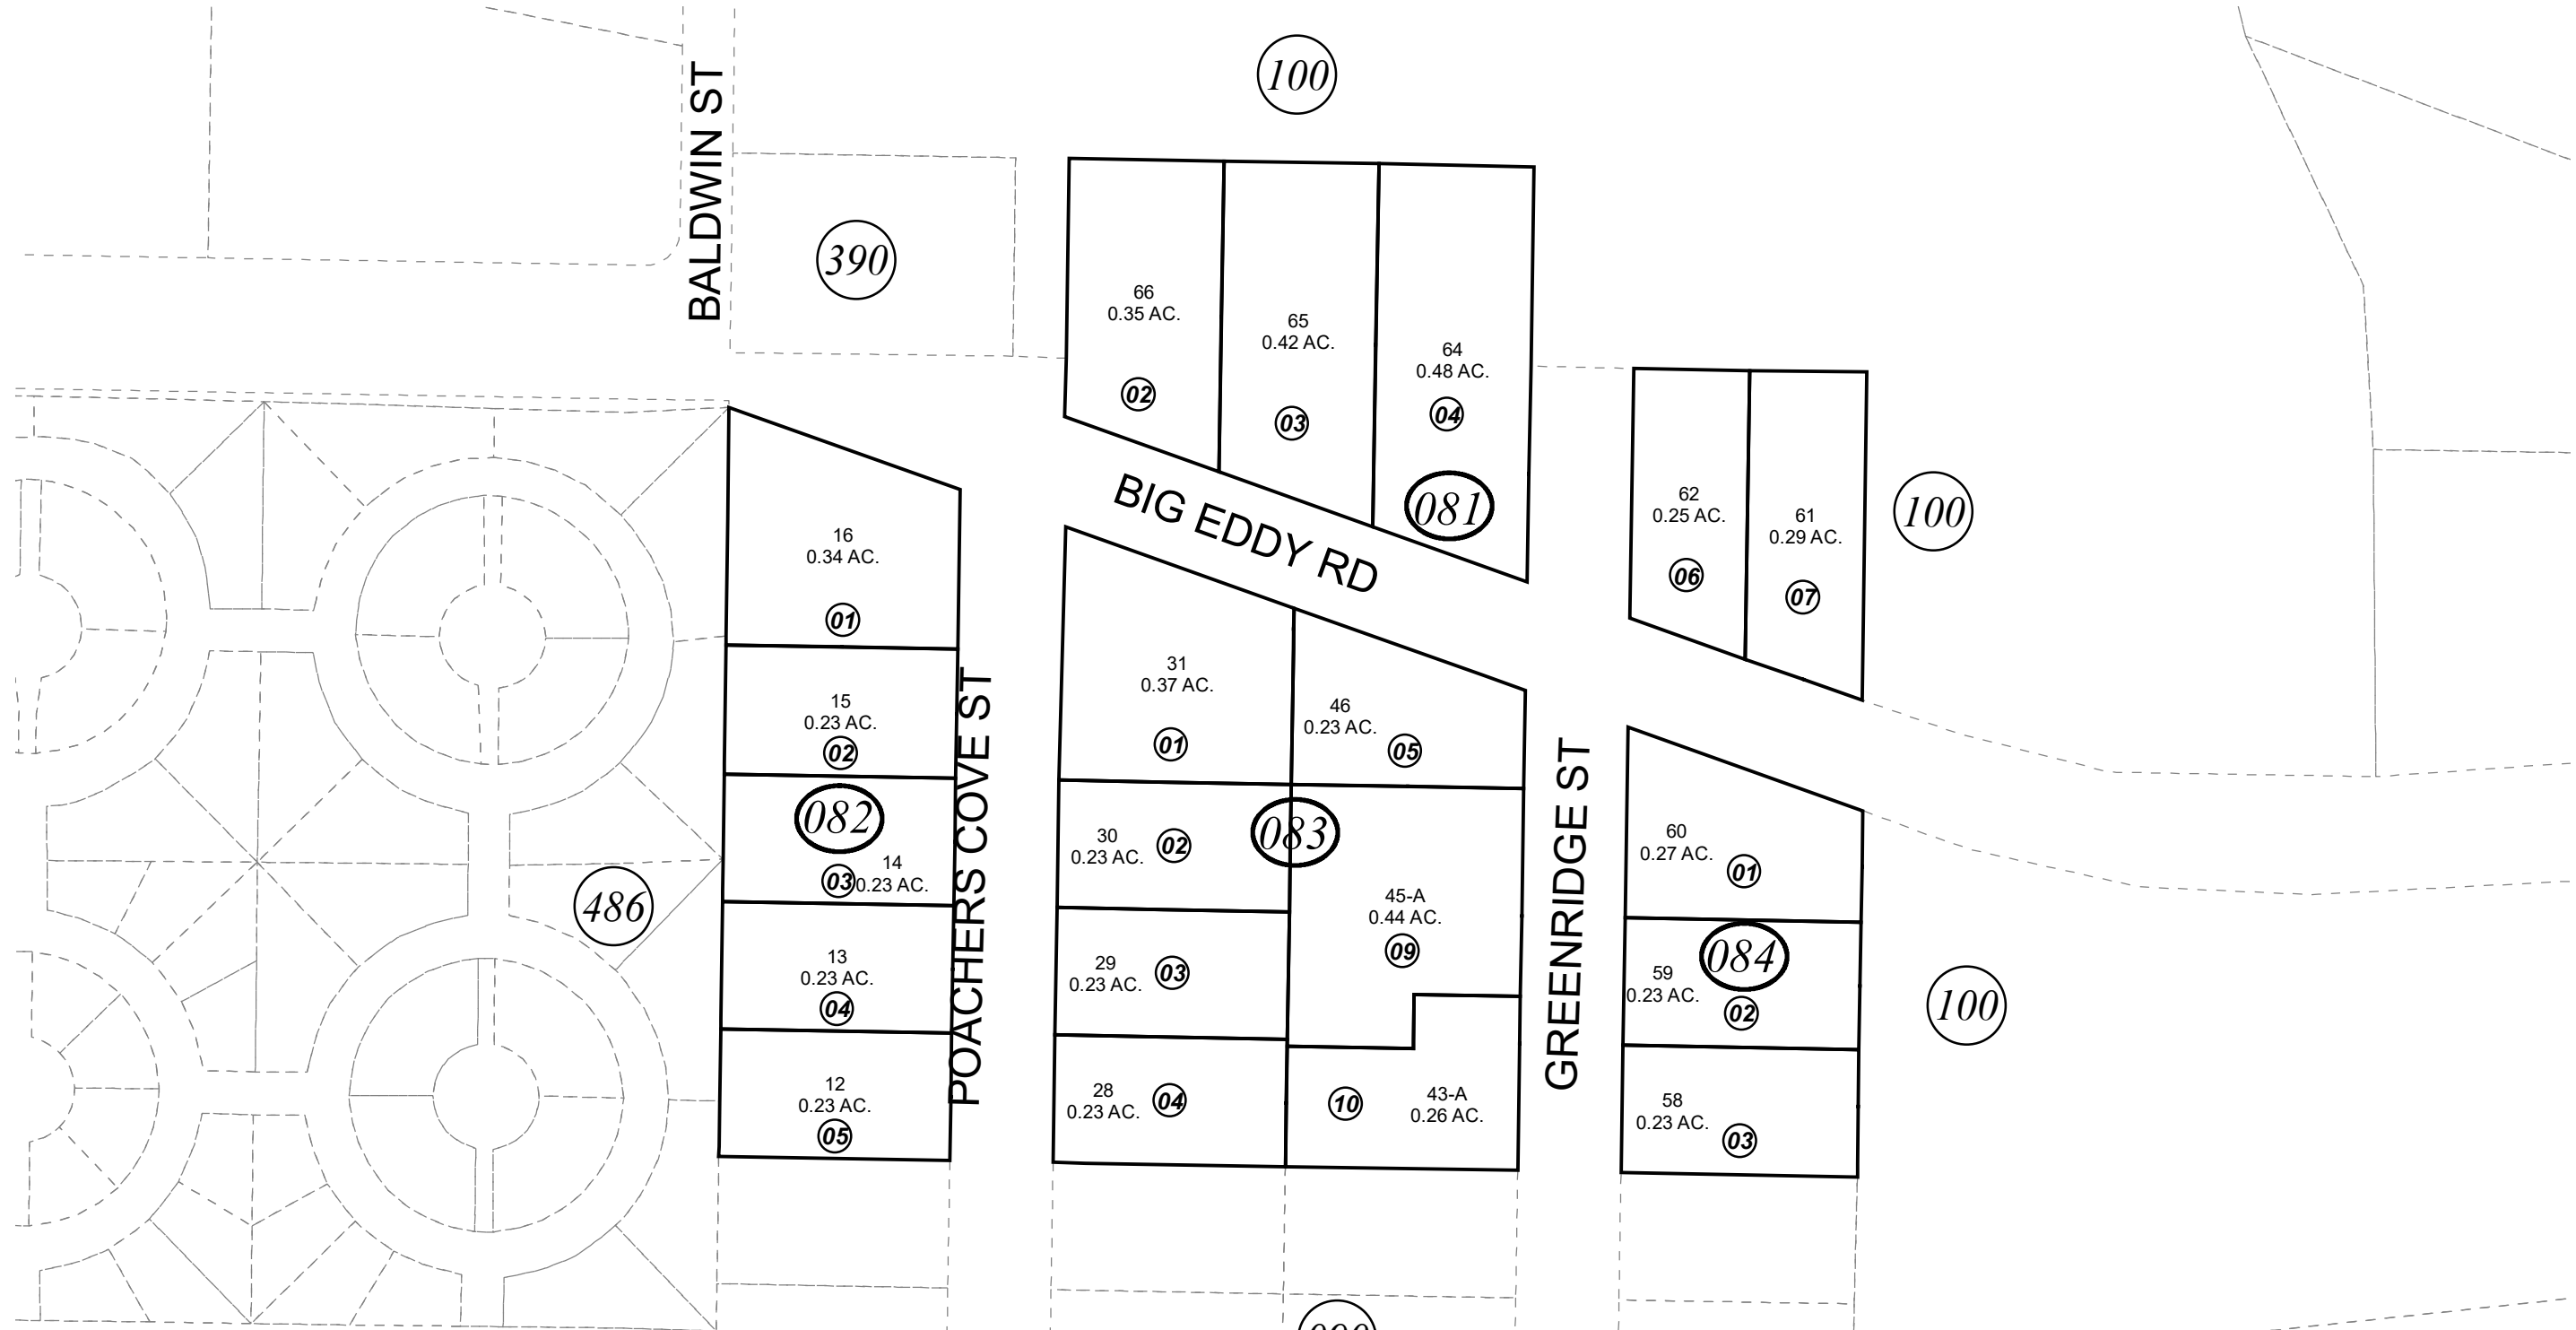 BALDWIN ST
100
390
66
0.35 AC.
02
65
0.42 AC.
03
64
0.48 AC.
04
081
BIG EDDY RD
62
0.25 AC.
06
61
0.29 AC.
07
100
16
0.34 AC.
01
15
0.23 AC.
02
082
14
03 0.23 AC.
13
0.23 AC.
04
12
0.23 AC.
05
486
POACHERS COVE ST
31
0.37 AC.
01
46
0.23 AC.
05
083
30
0.23 AC.
02
29
0.23 AC.
03
28
0.23 AC.
04
45-A
0.44 AC.
09
10
43-A
0.26 AC.
GREENRIDGE ST
60
0.27 AC.
01
084
59
0.23 AC.
02
58
0.23 AC.
03
100